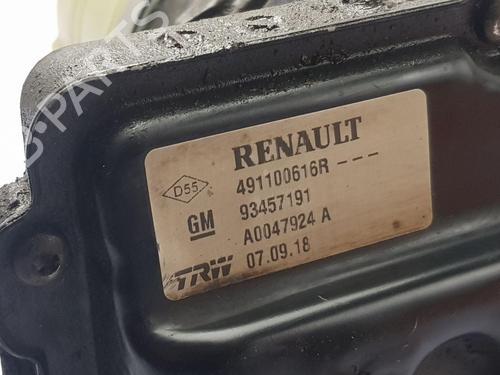 B-PARTS
RENAULT
D55 491100616R---
GM 93457191
A0047924 A
TRW 07.09.18